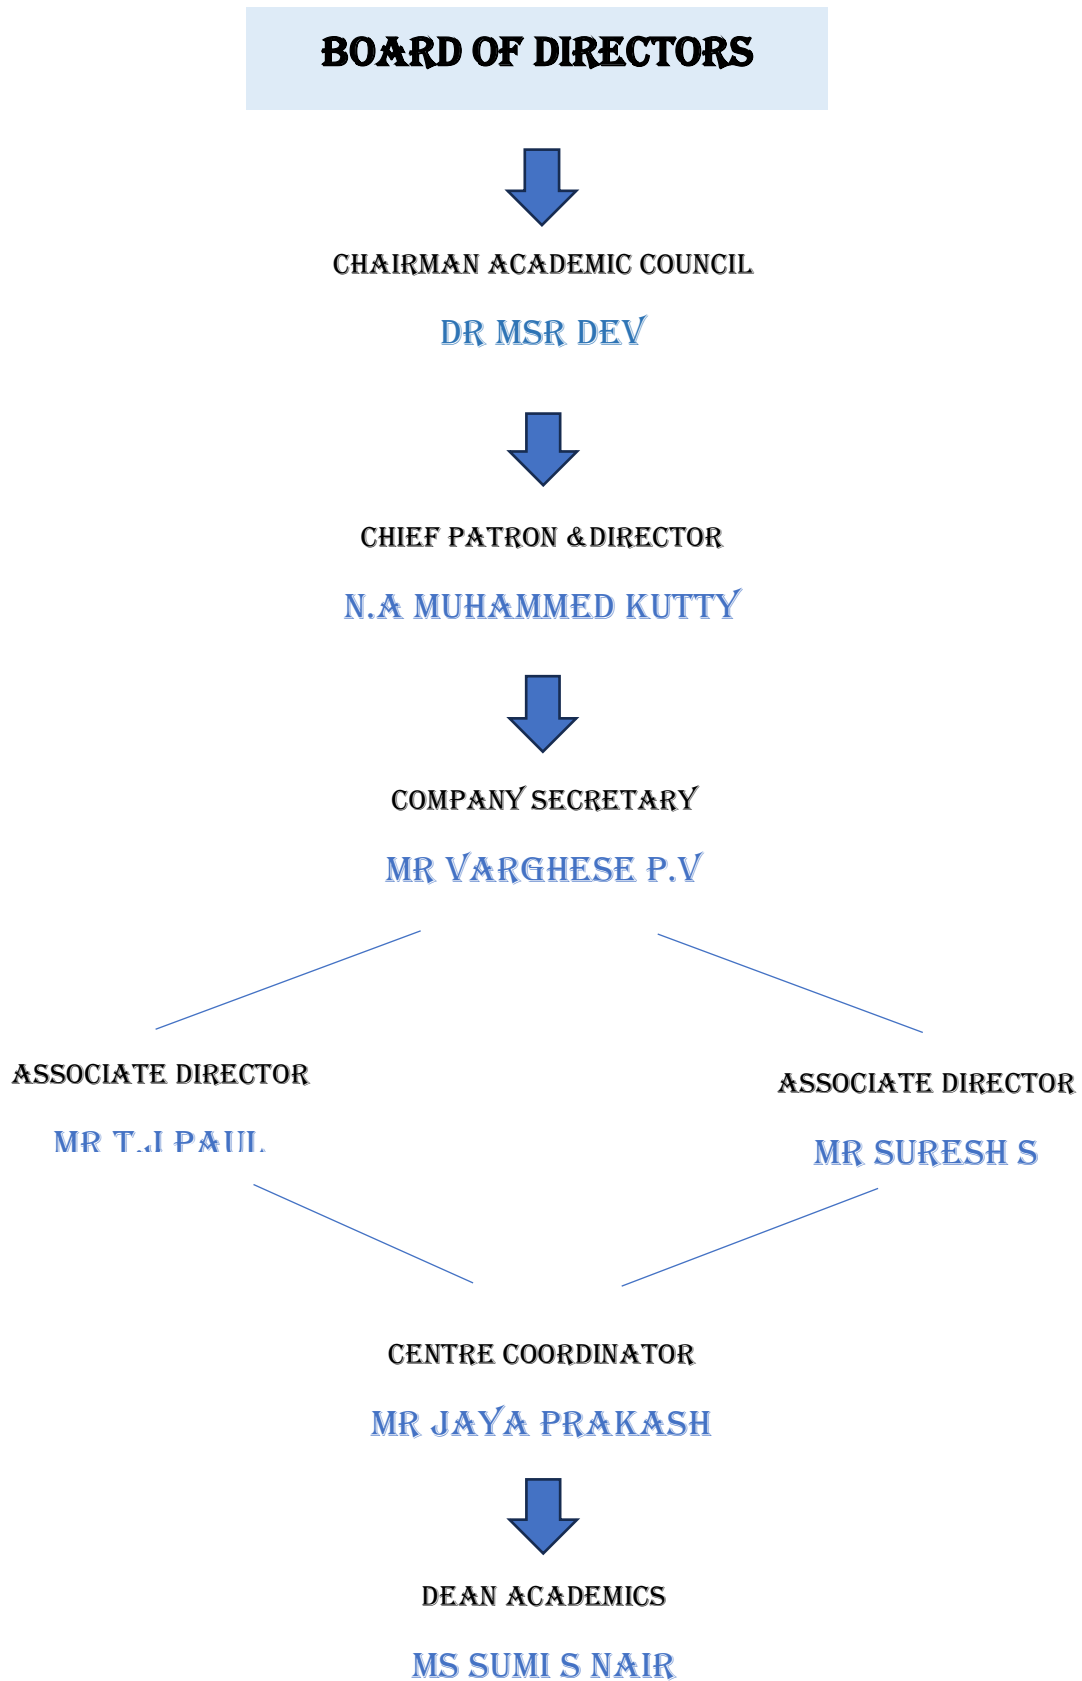 BOARD OF DIRECTORS
CHAIRMAN ACADEMIC COUNCIL
DR MSR DEV
CHIEF PATRON &DIRECTOR
N.A MUHAMMED KUTTY
COMPANY SECRETARY
MR VARGHESE P.V
ASSOCIATE DIRECTOR
MR T.J PAUL
ASSOCIATE DIRECTOR
MR SURESH S
CENTRE COORDINATOR
MR JAYA PRAKASH
DEAN ACADEMICS
MS SUMI S NAIR